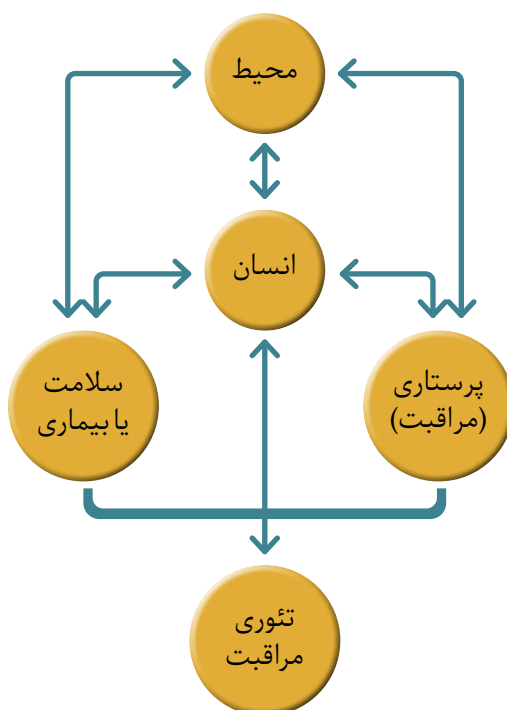 محیط
انسان
پرستاری
(مراقبت)
سلامت
یا بیماری
تئوری
مراقبت